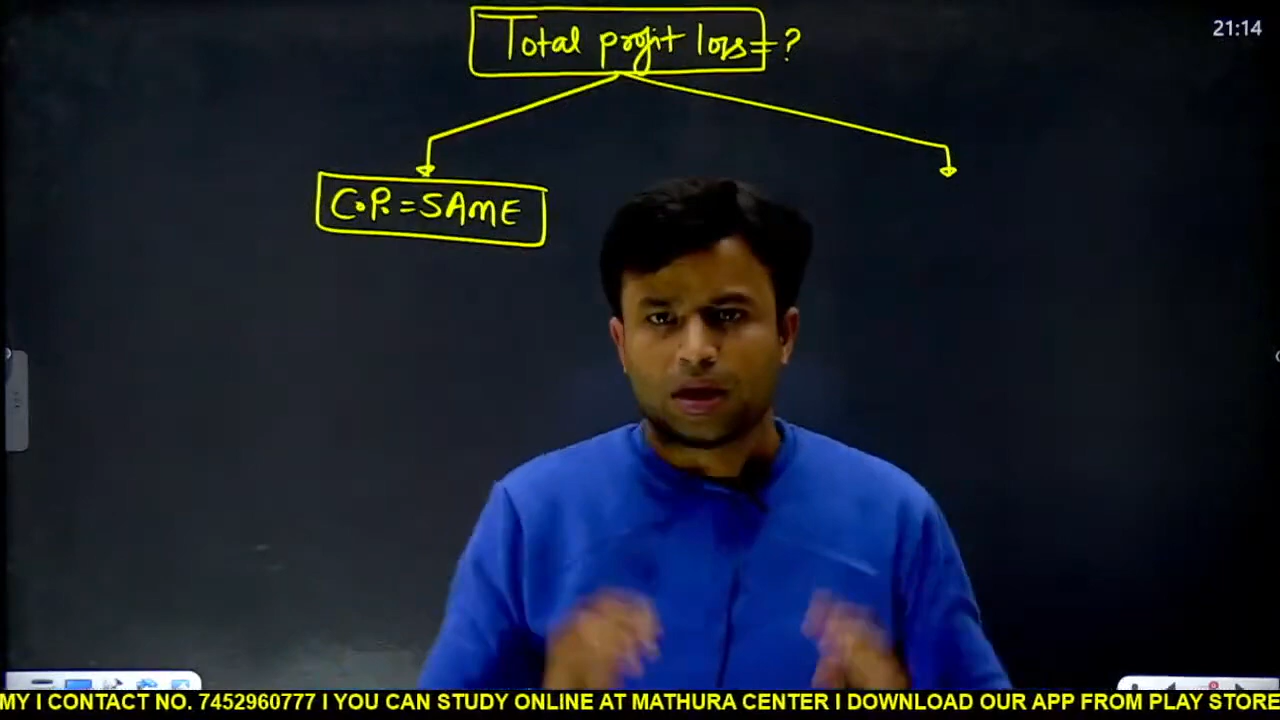 21:14
Total profit loss = ?
C.P. = SAME
MY I CONTACT NO. 7452960777 I YOU CAN STUDY ONLINE AT MATHURA CENTER I DOWNLOAD OUR APP FROM PLAY STORE